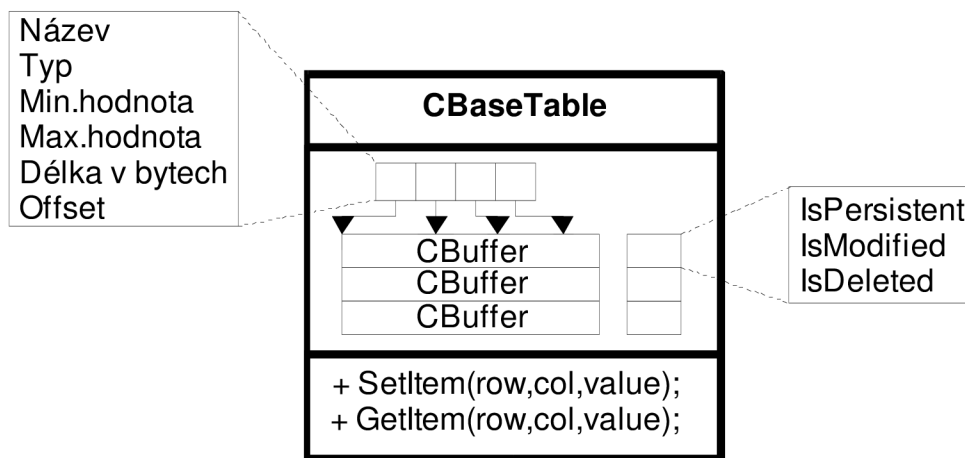 Název
Typ
Min.hodnota
Max.hodnota
Délka v bytech
Offset
CBaseTable
CBuffer
CBuffer
CBuffer
IsPersistent
IsModified
IsDeleted
+ SetItem(row,col,value);
+ GetItem(row,col,value);